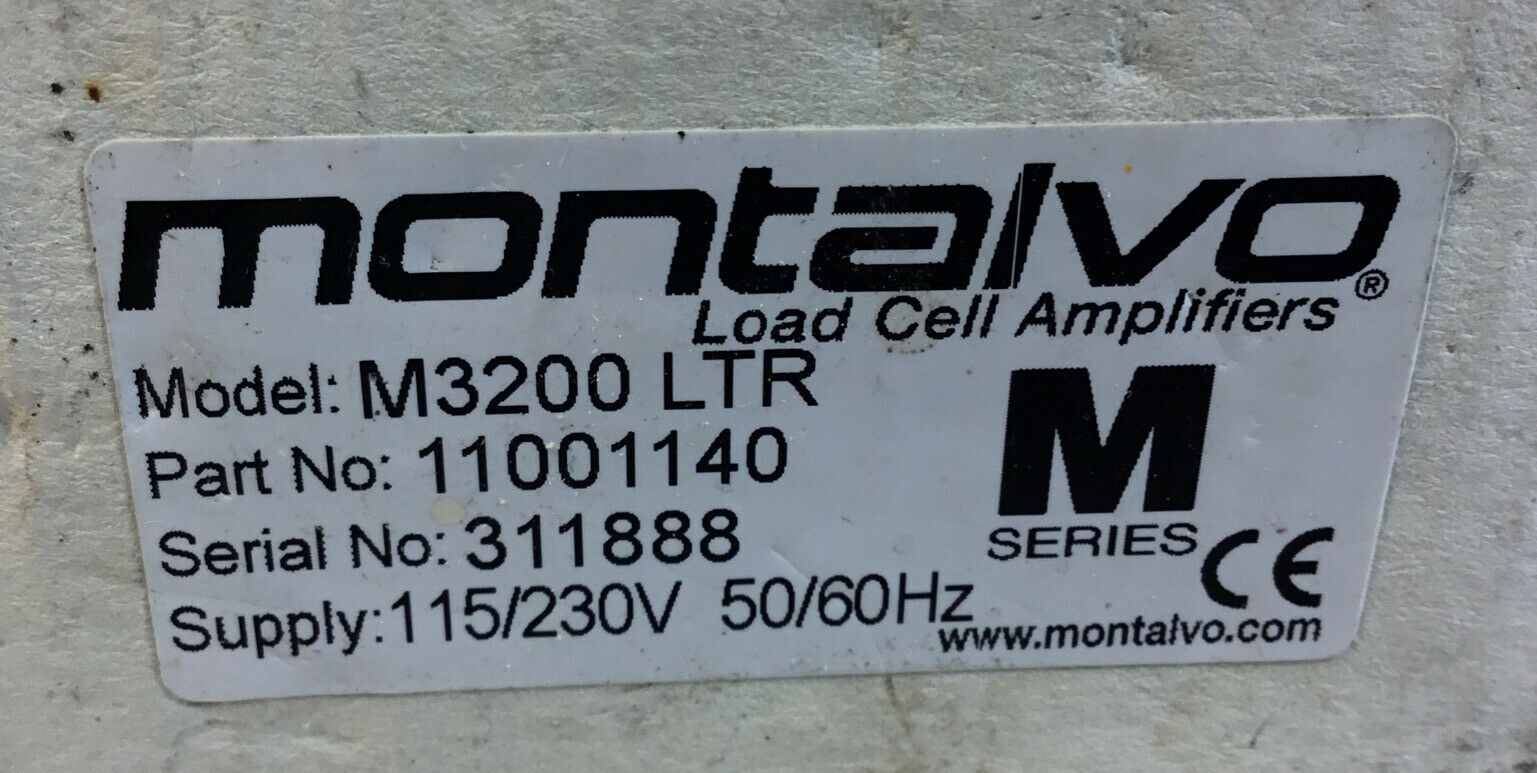 montalvo®
Load Cell Amplifiers
Model: M3200 LTR
Part No: 11001140
Serial No: 311888
Supply:115/230V 50/60Hz
M
SERIES
CE
www.montalvo.com